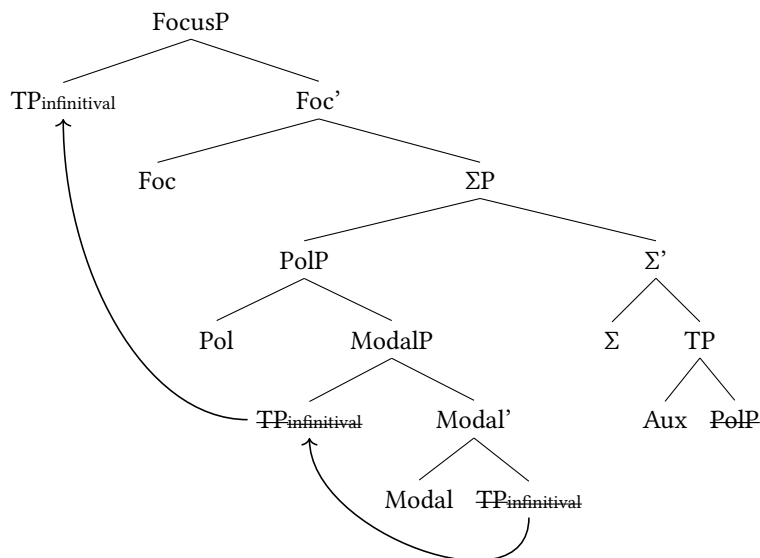 FocusP
TPinfinitival Foc’
Foc ΣP
PolP Σ’
Pol ModalP Σ TP
TPinfinitival Modal’ Aux PolP
Modal TPinfinitival